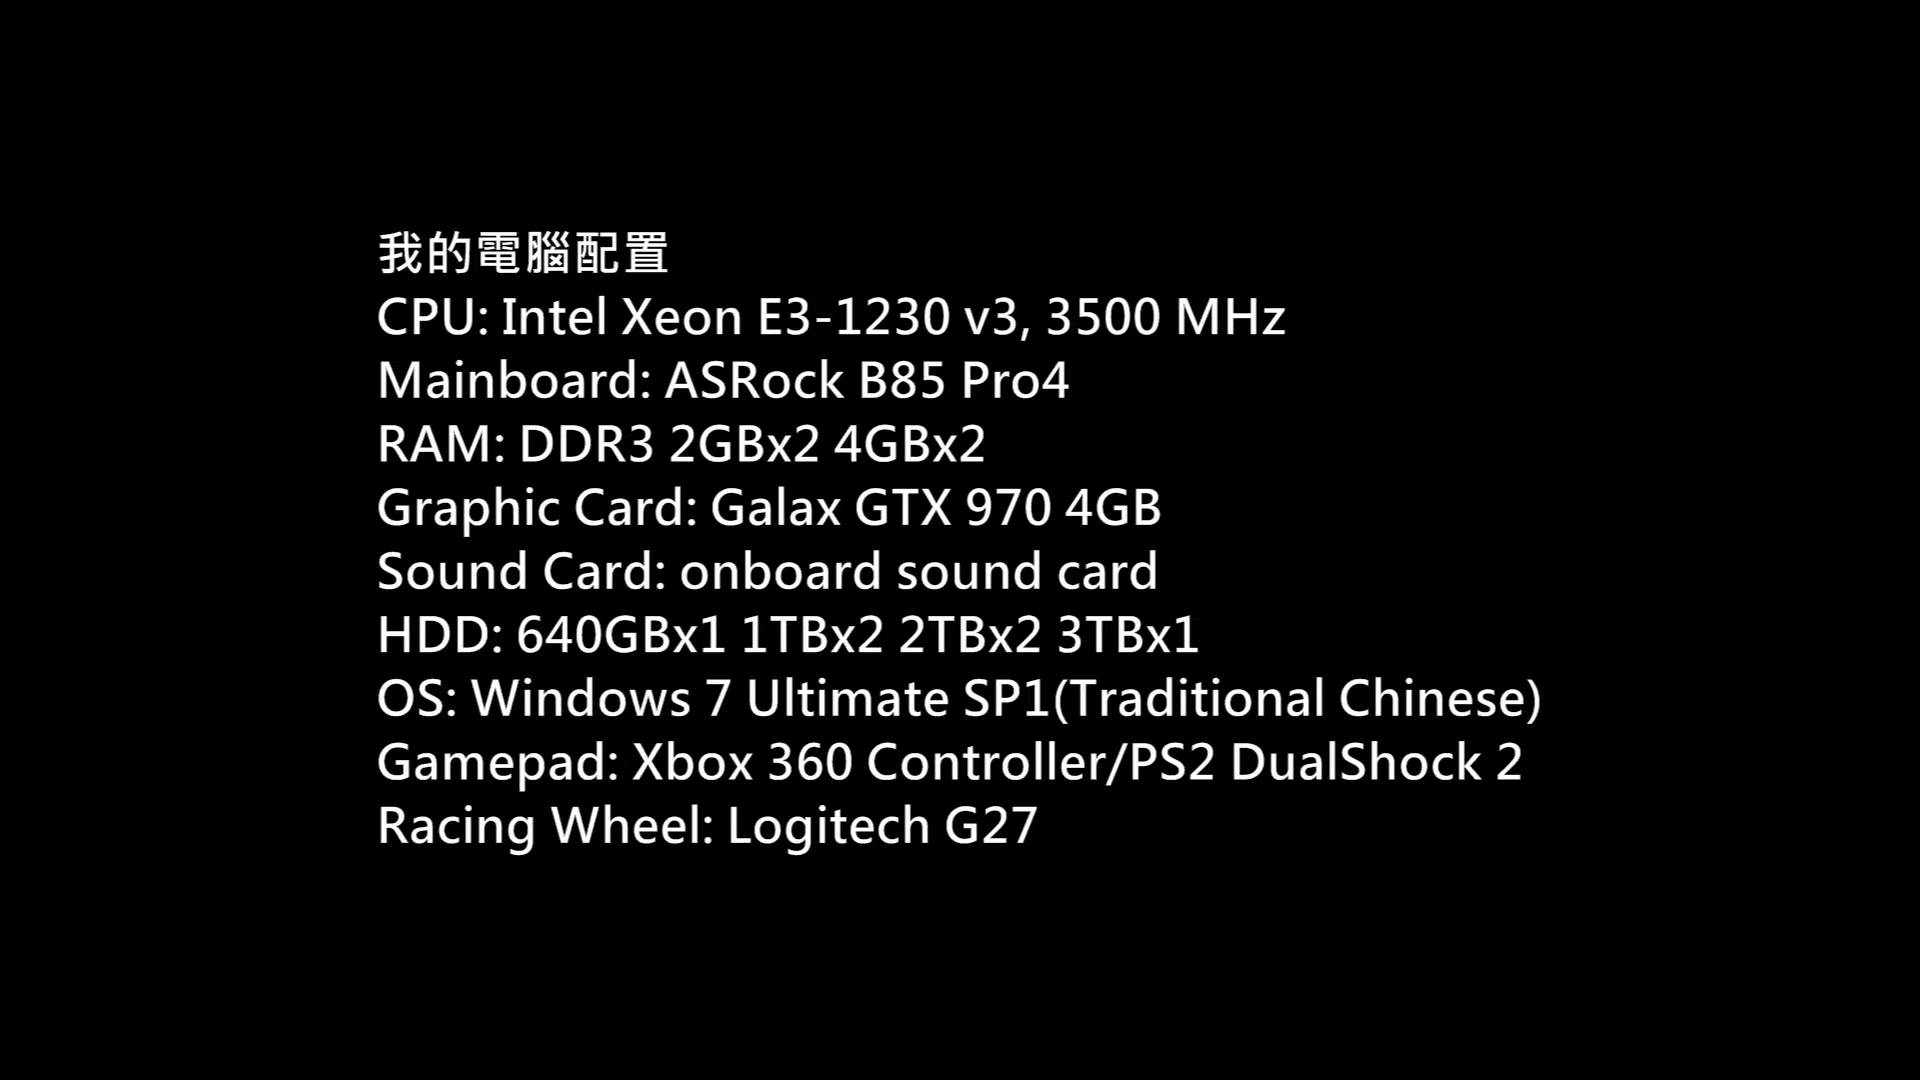 我的電腦配置
CPU: Intel Xeon E3-1230 v3, 3500 MHz
Mainboard: ASRock B85 Pro4
RAM: DDR3 2GBx2 4GBx2
Graphic Card: Galax GTX 970 4GB
Sound Card: onboard sound card
HDD: 640GBx1 1TBx2 2TBx2 3TBx1
OS: Windows 7 Ultimate SP1(Traditional Chinese)
Gamepad: Xbox 360 Controller/PS2 DualShock 2
Racing Wheel: Logitech G27